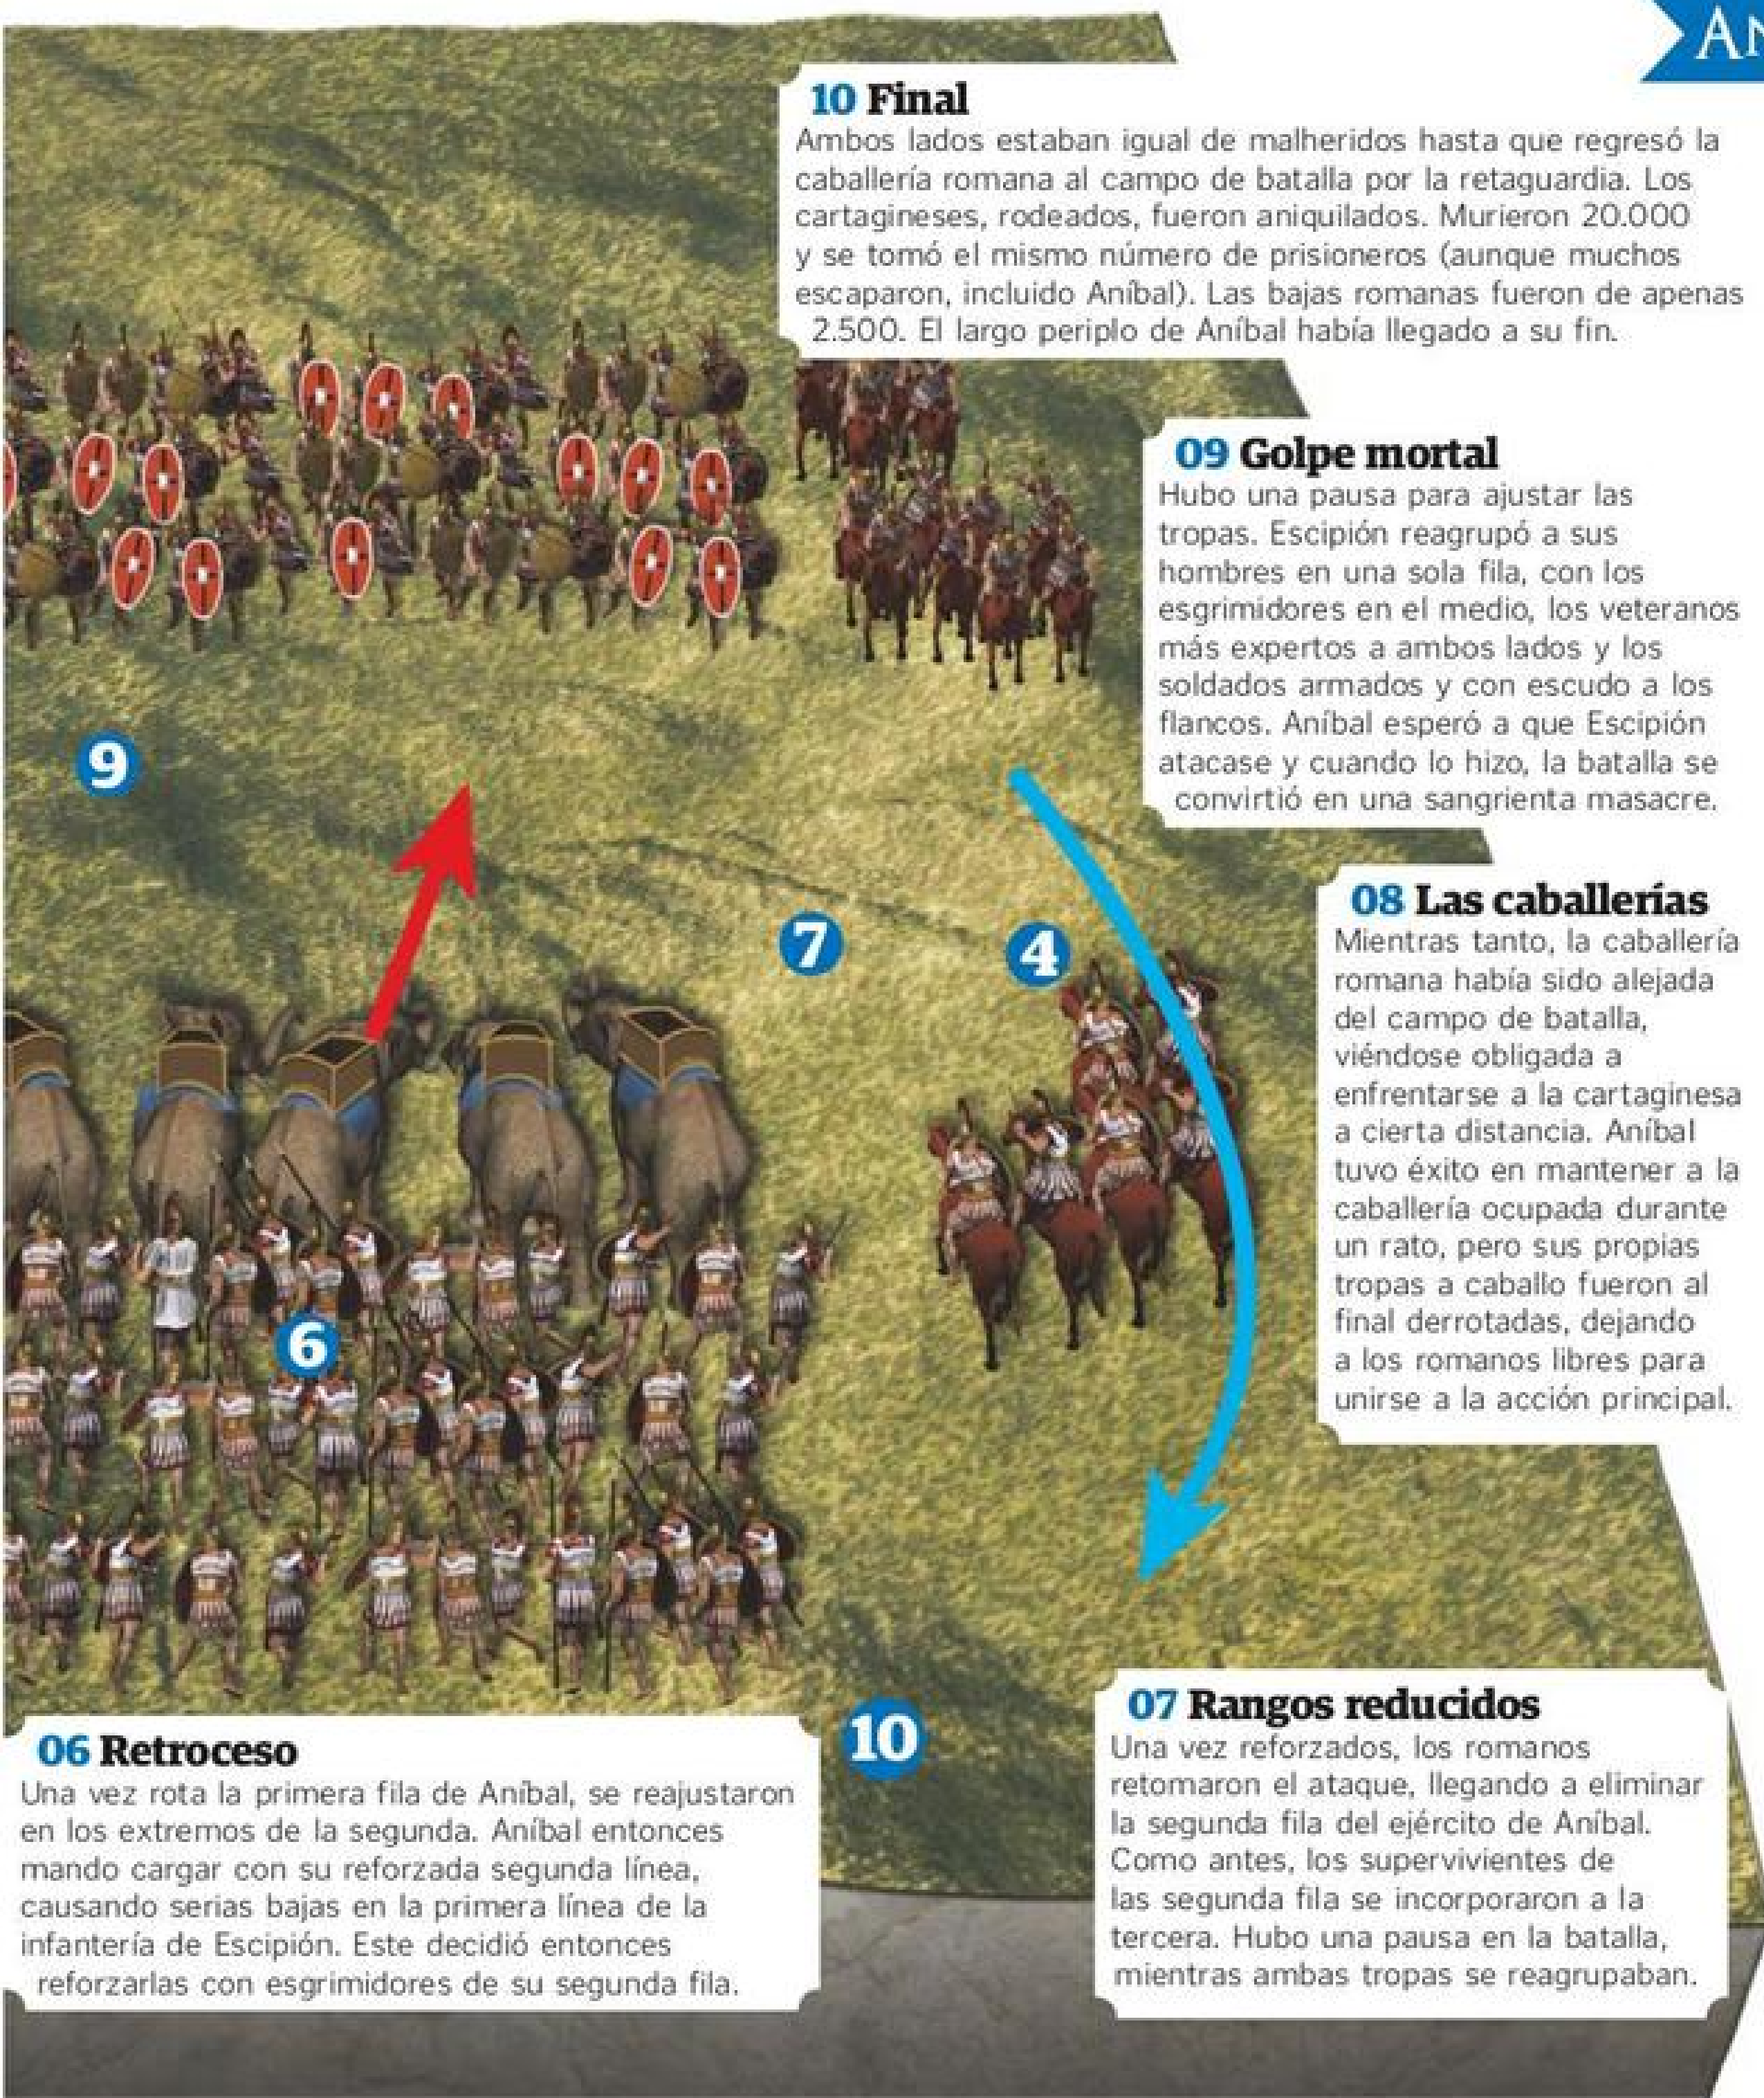 AN
10 Final
Ambos lados estaban igual de malheridos hasta que regresó la
caballería romana al campo de batalla por la retaguardia. Los
cartagineses, rodeados, fueron aniquilados. Murieron 20.000
y se tomó el mismo número de prisioneros (aunque muchos
escaparon, incluido Aníbal). Las bajas romanas fueron de apenas
2.500. El largo periplo de Aníbal había llegado a su fin.
09 Golpe mortal
Hubo una pausa para ajustar las
tropas. Escipión reagrupó a sus
hombres en una sola fila, con los
esgrimidores en el medio, los veteranos
más expertos a ambos lados y los
soldados armados y con escudo a los
flancos. Aníbal esperó a que Escipión
atacase y cuando lo hizo, la batalla se
convirtió en una sangrienta masacre.
9
7
4
08 Las caballerías
Mientras tanto, la caballería
romana había sido alejada
del campo de batalla,
viéndose obligada a
enfrentarse a la cartaginesa
a cierta distancia. Aníbal
tuvo éxito en mantener a la
caballería ocupada durante
un rato, pero sus propias
tropas a caballo fueron al
final derrotadas, dejando
a los romanos libres para
unirse a la acción principal.
6
10
07 Rangos reducidos
Una vez reforzados, los romanos
retomaron el ataque, llegando a eliminar
la segunda fila del ejército de Aníbal.
Como antes, los supervivientes de
las segunda fila se incorporaron a la
tercera. Hubo una pausa en la batalla,
mientras ambas tropas se reagrupaban.
06 Retroceso
Una vez rota la primera fila de Aníbal, se reajustaron
en los extremos de la segunda. Aníbal entonces
mando cargar con su reforzada segunda línea,
causando serias bajas en la primera línea de la
infantería de Escipión. Este decidió entonces
reforzarlas con esgrimidores de su segunda fila.